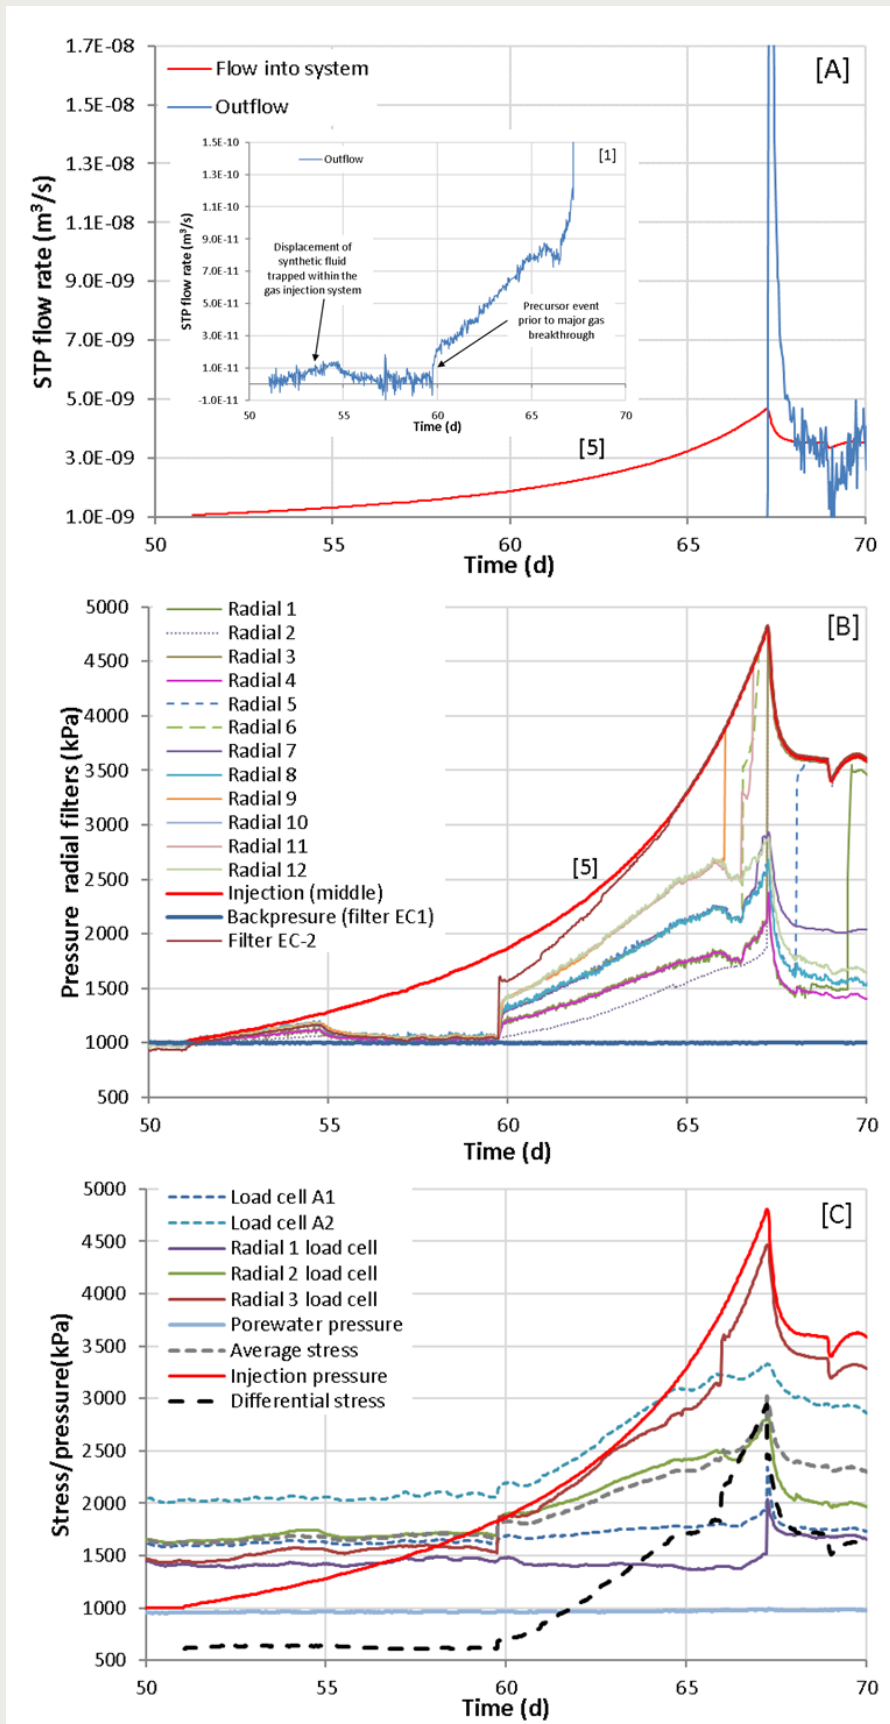 [A]
1.7E-08
1.5E-08
1.3E-08
1.1E-08
9.0E-09
7.0E-09
5.0E-09
3.0E-09
1.0E-09
STP flow rate (m³/s)
Flow into system
Outflow
[1]
1.5E-10
1.3E-10
1.1E-10
9.0E-11
7.0E-11
5.0E-11
3.0E-11
1.0E-11
-1.0E-11
STP flow rate (m³/s)
Outflow
Displacement of
synthetic fluid
trapped within the
gas injection system
Precursor event
prior to major gas
breakthrough
50 55 60 65 70
Time (d)
[5]
50 55 60 65 70
Time (d)
[B]
5000
4500
4000
3500
3000
2500
2000
1500
1000
500
Pressure radial filters (kPa)
Radial 1
Radial 2
Radial 3
Radial 4
Radial 5
Radial 6
Radial 7
Radial 8
Radial 9
Radial 10
Radial 11
Radial 12
Injection (middle)
Backpresure (filter EC1)
Filter EC-2
[5]
50 55 60 65 70
Time (d)
[C]
5000
4500
4000
3500
3000
2500
2000
1500
1000
500
Stress/pressure(kPa)
Load cell A1
Load cell A2
Radial 1 load cell
Radial 2 load cell
Radial 3 load cell
Porewater pressure
Average stress
Injection pressure
Differential stress
50 55 60 65 70
Time (d)